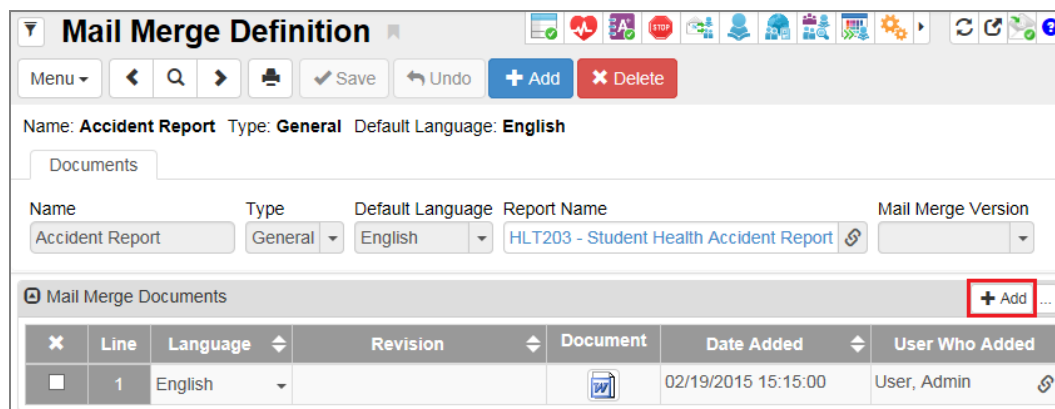 Mail Merge Definition
Menu Save Undo Add Delete
Name: Accident Report Type: General Default Language: English
Documents
Name Type Default Language Report Name Mail Merge Version
Accident Report General English HLT203 - Student Health Accident Report
Mail Merge Documents Add ...
Line Language Revision Document Date Added User Who Added
1 English 02/19/2015 15:15:00 User, Admin